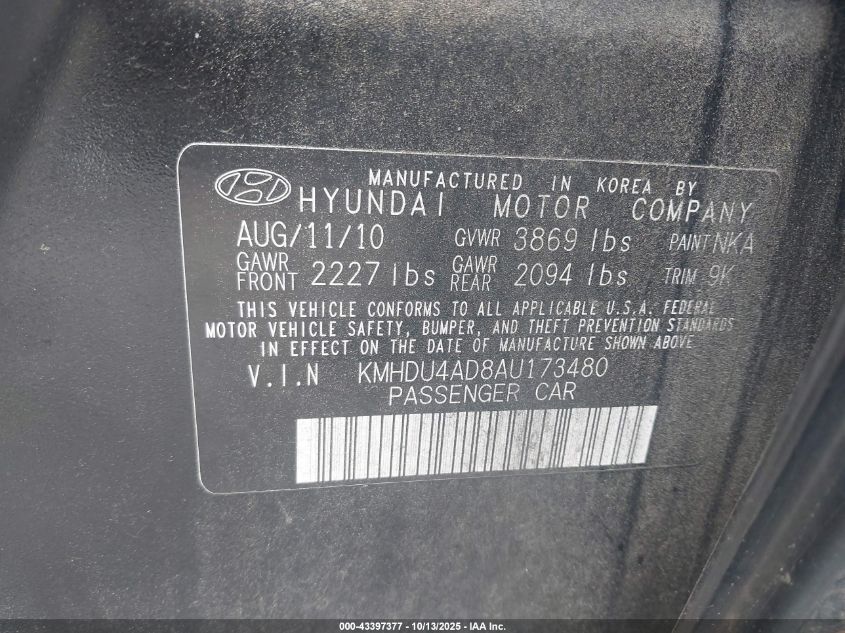 MANUFACTURED IN KOREA BY
HYUNDAI MOTOR COMPANY
AUG/11/10 GVWR 3869 lbs PAINT NKA
GAWR FRONT 2227 lbs GAWR REAR 2094 lbs TRIM 9K
THIS VEHICLE CONFORMS TO ALL APPLICABLE U.S.A. FEDERAL
MOTOR VEHICLE SAFETY, BUMPER, AND THEFT PREVENTION STANDARDS
IN EFFECT ON THE DATE OF MANUFACTURE SHOWN ABOVE
V.I.N KMHDU4AD8AU173480
PASSENGER CAR
000-43397377 - 10/13/2025 - IAA Inc.